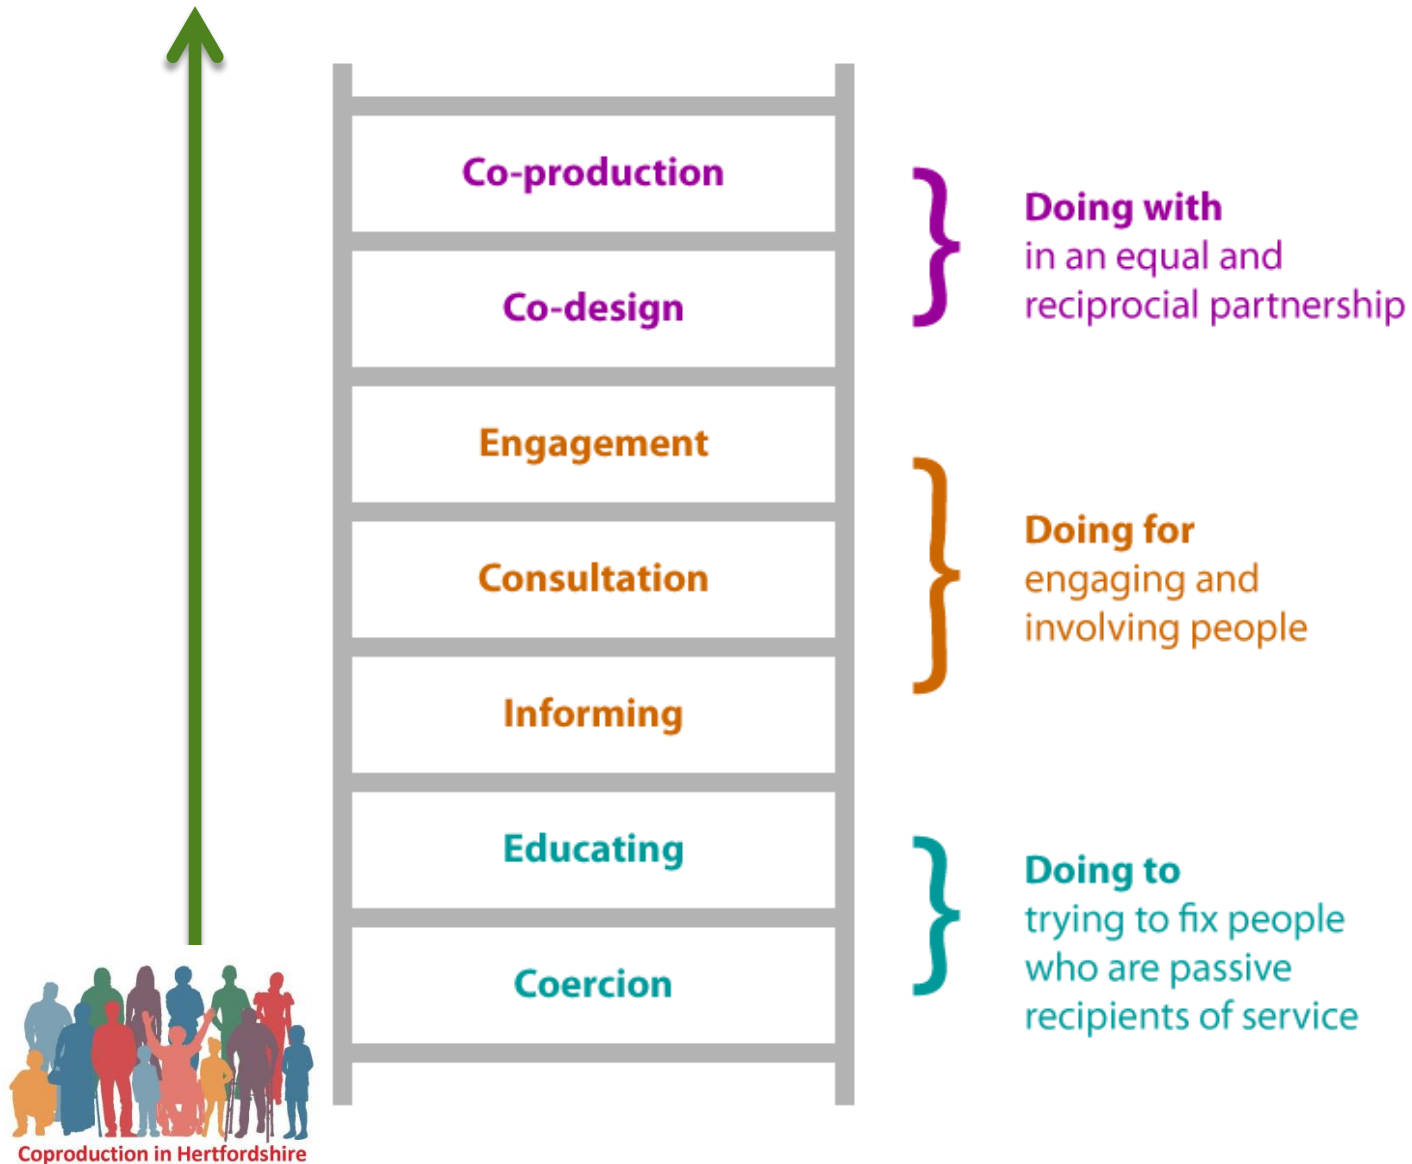 Co-production
Co-design
Engagement
Consultation
Informing
Educating
Coercion
Doing with
in an equal and
reciprocial partnership
Doing for
engaging and
involving people
Doing to
trying to fix people
who are passive
recipients of service
Coproduction in Hertfordshire